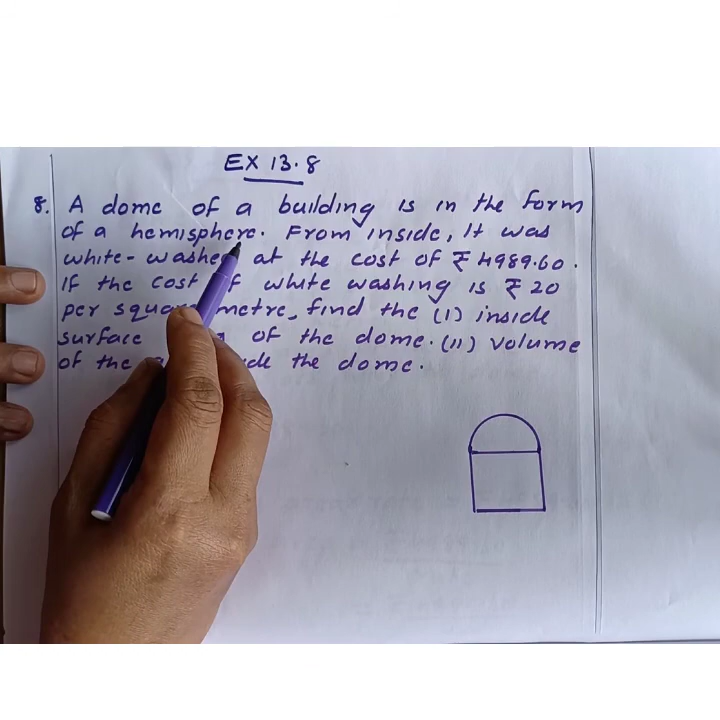 EX 13.8
8. A dome of a building is in the form
of a hemisphere. From inside, It was
white-washe at the cost of ₹ 4989.60.
If the cost f white washing is ₹ 20
per squar metre, find the (i) inside
surface of the dome. (ii) volume
of the the dome.